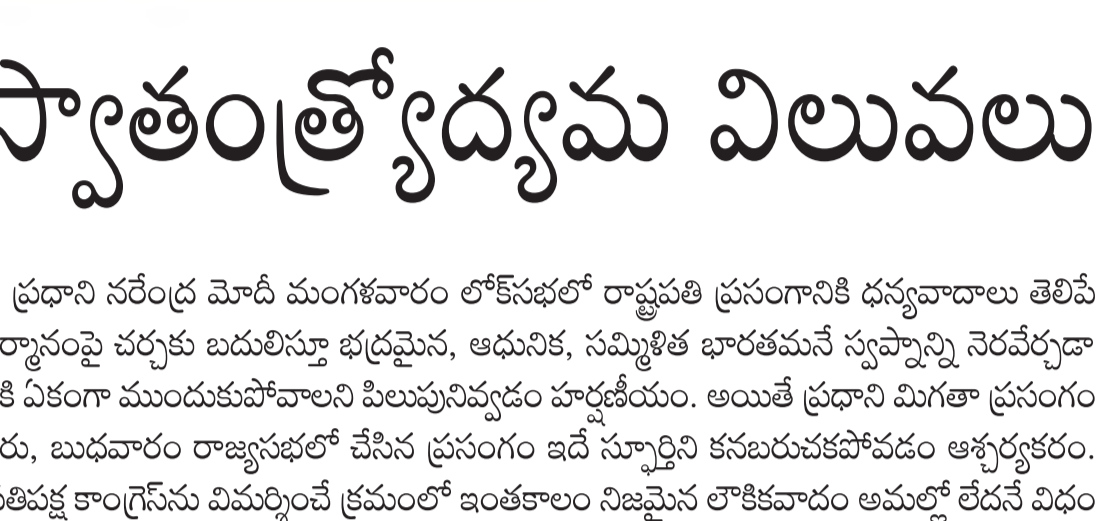 స్వాతంత్ర్యోద్యమ విలువలు
ప్రధాని నరేంద్ర మోదీ మంగళవారం లోక్‌సభలో రాష్ట్రపతి ప్రసంగానికి ధన్యవాదాలు తెలిపే
ర్మానంపై చర్చకు బదులిస్తూ భద్రమైన, ఆధునిక, సమ్మిళిత భారతమనే స్వప్నాన్ని నెరవేర్చడా
కి ఏకంగా ముందుకుపోవాలని పిలుపునివ్వడం హర్షణీయం. అయితే ప్రధాని మిగతా ప్రసంగం
రు, బుధవారం రాజ్యసభలో చేసిన ప్రసంగం ఇదే స్ఫూర్తిని కనబరుచకపోవడం ఆశ్చర్యకరం.
తిపక్ష కాంగ్రెస్‌ను విమర్శించే క్రమంలో ఇంతకాలం నిజమైన లౌకికవాదం అమల్లో లేదనే విధం